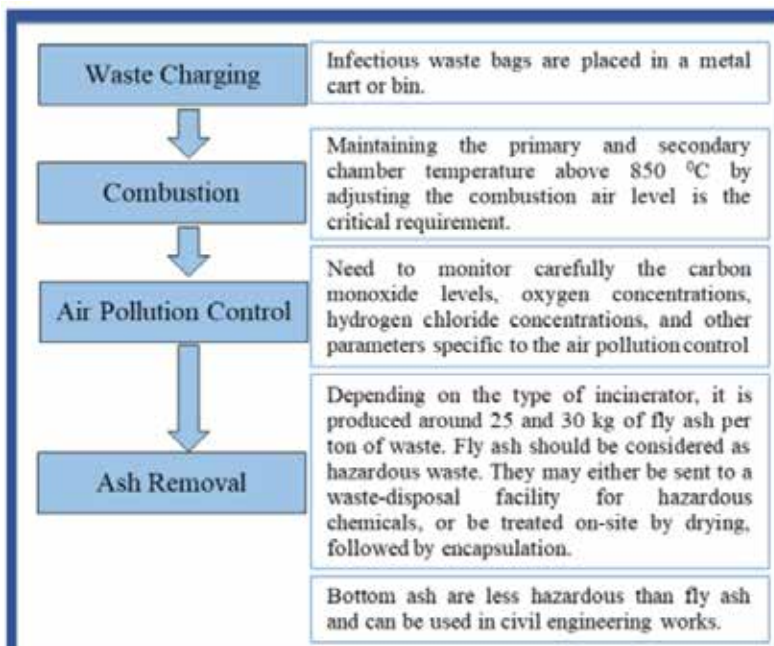 Waste Charging
Infectious waste bags are placed in a metal
cart or bin.
Combustion
Maintaining the primary and secondary
chamber temperature above 850 ⁰C by
adjusting the combustion air level is the
critical requirement.
Air Pollution Control
Need to monitor carefully the carbon
monoxide levels, oxygen concentrations,
hydrogen chloride concentrations, and other
parameters specific to the air pollution control
Ash Removal
Depending on the type of incinerator, it is
produced around 25 and 30 kg of fly ash per
ton of waste. Fly ash should be considered as
hazardous waste. They may either be sent to a
waste-disposal facility for hazardous
chemicals, or be treated on-site by drying,
followed by encapsulation.
Bottom ash are less hazardous than fly ash
and can be used in civil engineering works.